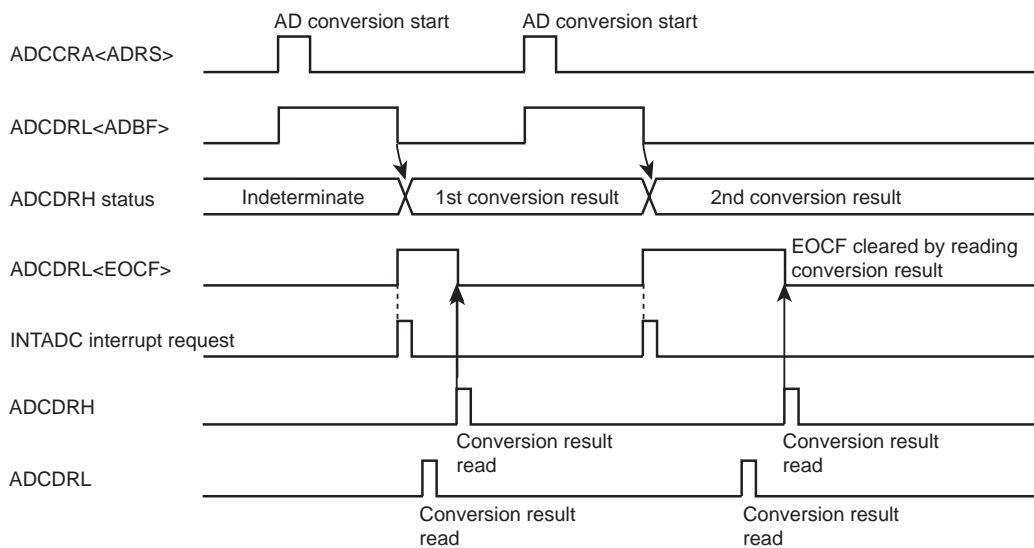 AD conversion start
AD conversion start
ADCCRA<ADRS>
ADCDRL<ADBF>
ADCDRH status
Indeterminate
1st conversion result
2nd conversion result
ADCDRL<EOCF>
EOCF cleared by reading
conversion result
INTADC interrupt request
ADCDRH
Conversion result
read
Conversion result
read
ADCDRL
Conversion result
read
Conversion result
read